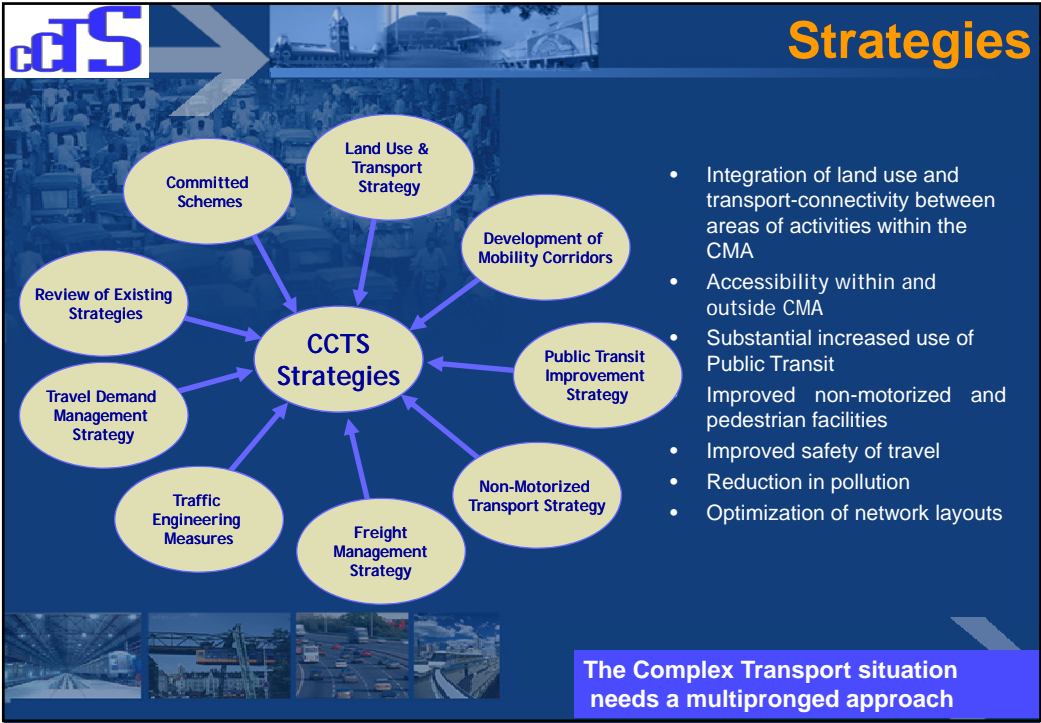 ccTS
Strategies
Land Use &
Transport
Strategy
Committed
Schemes
Development of
Mobility Corridors
Review of Existing
Strategies
CCTS
Strategies
Public Transit
Improvement
Strategy
Travel Demand
Management
Strategy
Non-Motorized
Transport Strategy
Traffic
Engineering
Measures
Freight
Management
Strategy
• Integration of land use and
transport-connectivity between
areas of activities within the
CMA
• Accessibility within and
outside CMA
• Substantial increased use of
Public Transit
Improved non-motorized and
pedestrian facilities
• Improved safety of travel
• Reduction in pollution
• Optimization of network layouts
The Complex Transport situation
needs a multipronged approach